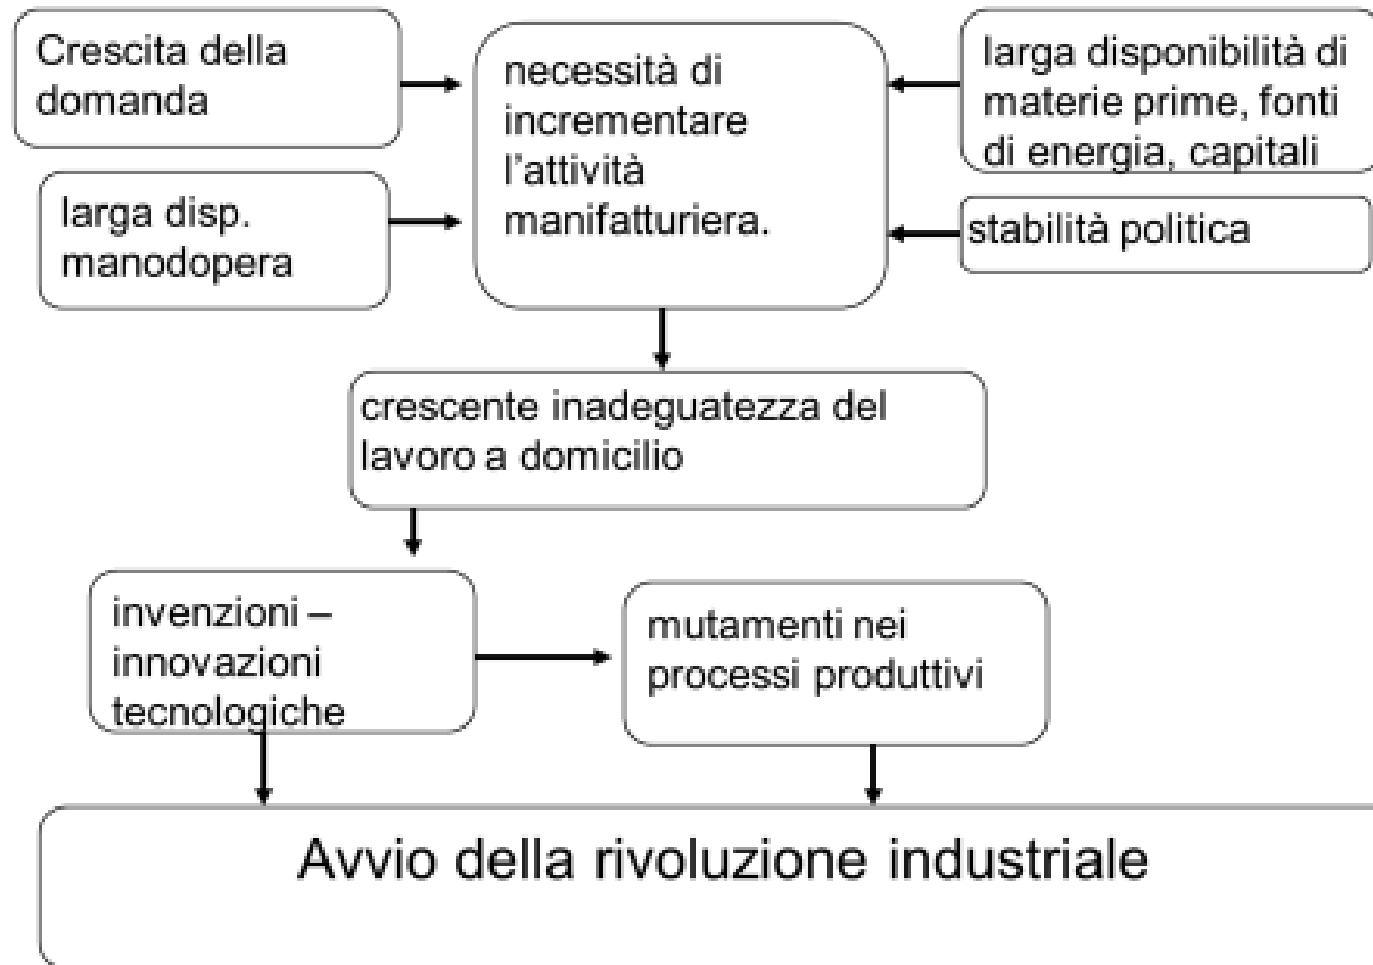 Crescita della
domanda
necessità di
incrementare
l'attività
manifatturiera.
larga disponibilità di
materie prime, fonti
di energia, capitali
larga disp.
manodopera
stabilità politica
crescente inadeguatezza del
lavoro a domicilio
invenzioni –
innovazioni
tecnologiche
mutamenti nei
processi produttivi
Avvio della rivoluzione industriale